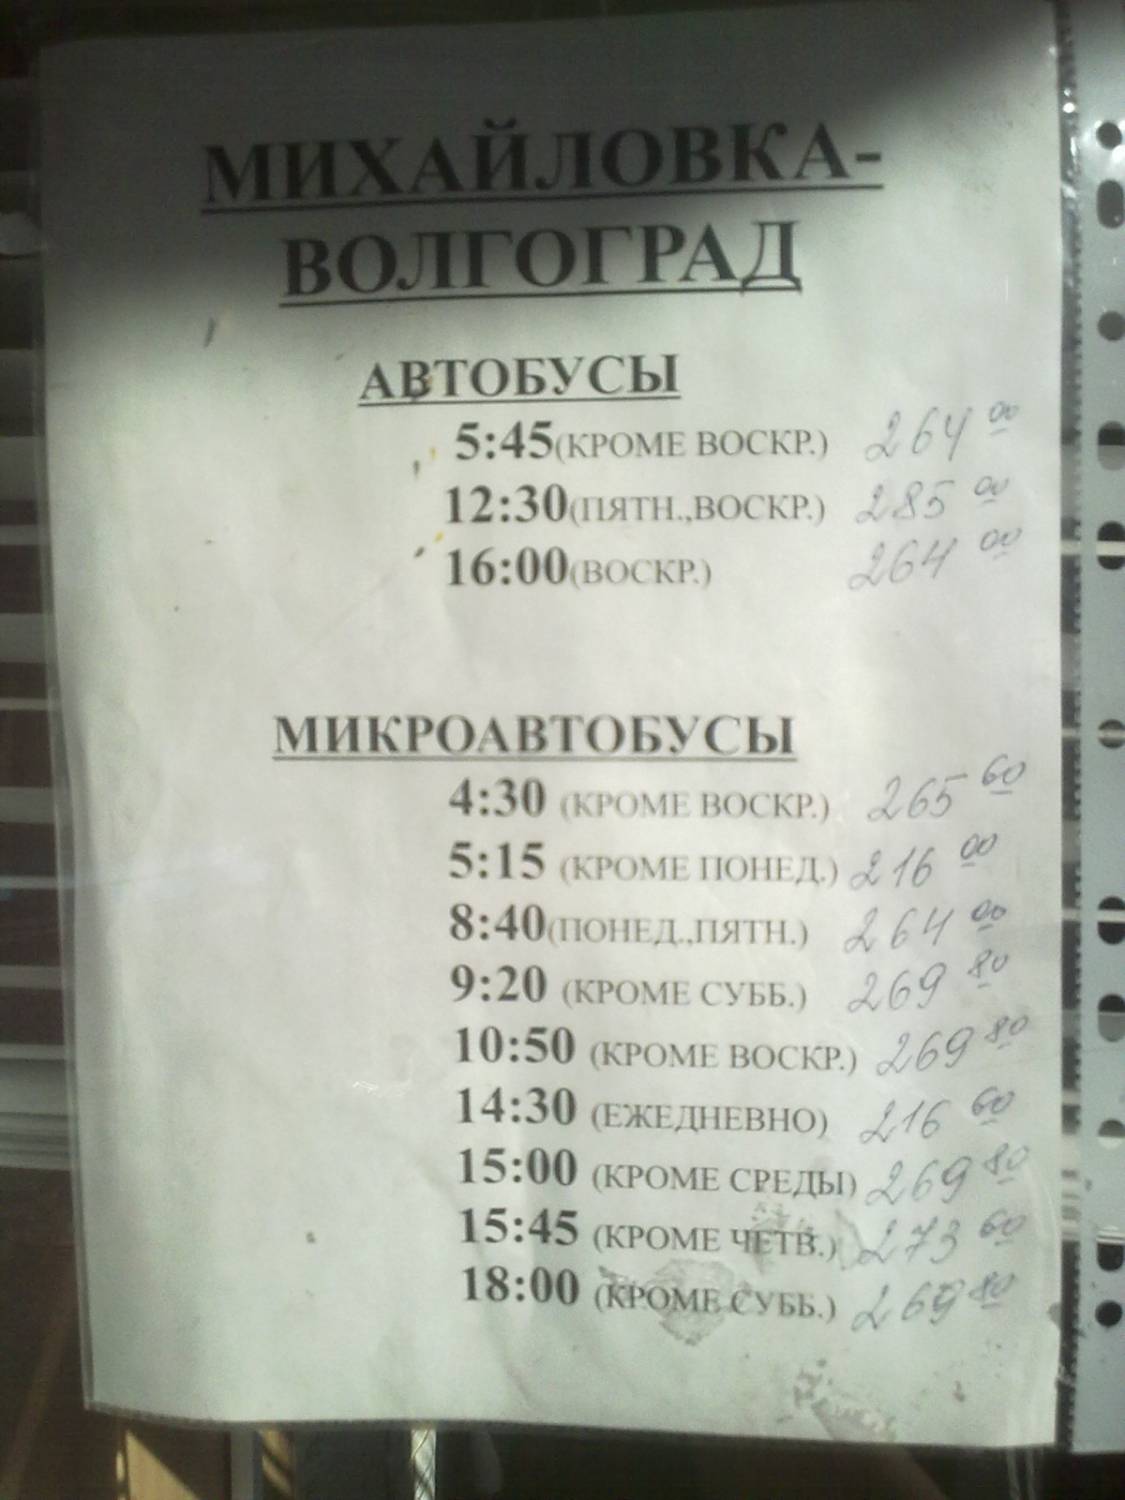 МИХАЙЛОВКА-
ВОЛГОГРАД
АВТОБУСЫ
5:45(КРОМЕ ВОСКР.) 264 00
12:30(ПЯТН.,ВОСКР.) 285 00
16:00(ВОСКР.) 264 00
МИКРОАВТОБУСЫ
4:30 (КРОМЕ ВОСКР.) 265 60
5:15 (КРОМЕ ПОНЕД.) 216 00
8:40(ПОНЕД.,ПЯТН.) 264 00
9:20 (КРОМЕ СУББ.) 269 80
10:50 (КРОМЕ ВОСКР.) 269 80
14:30 (ЕЖЕДНЕВНО) 216 60
15:00 (КРОМЕ СРЕДЫ) 269 80
15:45 (КРОМЕ ЧЕТВ.) 273 60
18:00 (КРОМЕ СУББ.) 269 80